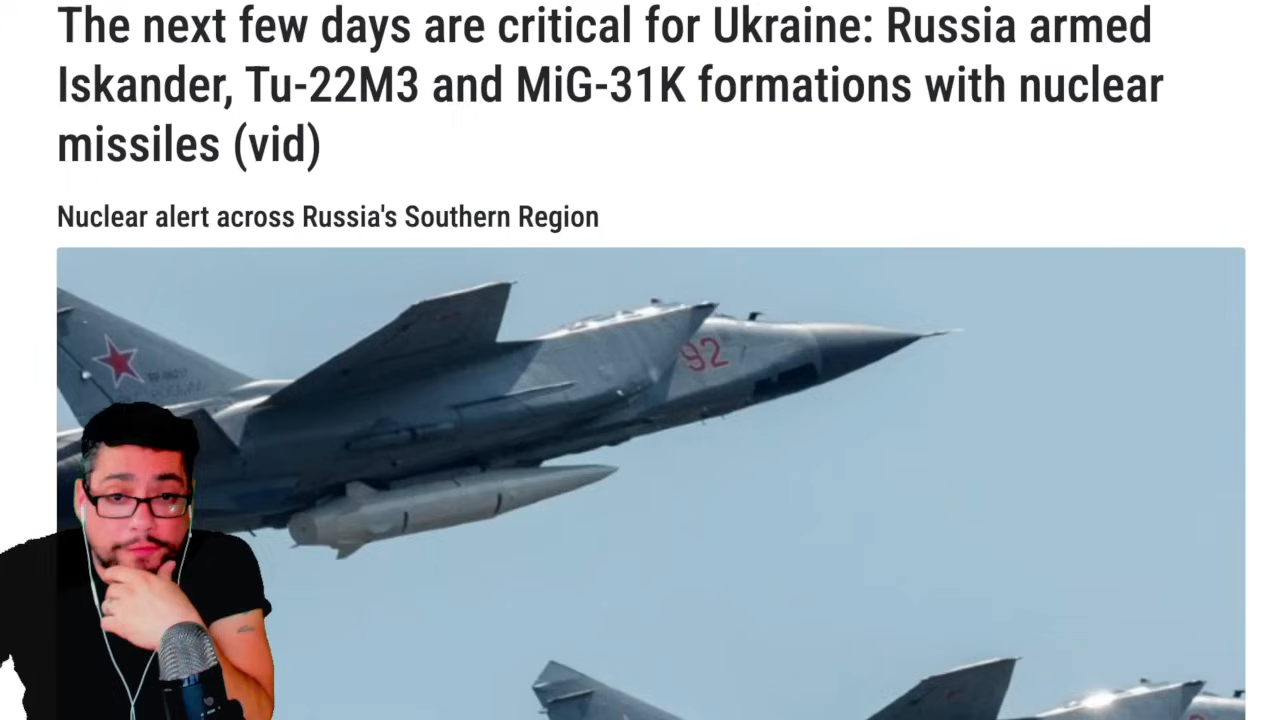 The next few days are critical for Ukraine: Russia armed
Iskander, Tu-22M3 and MiG-31K formations with nuclear
missiles (vid)
Nuclear alert across Russia's Southern Region
92